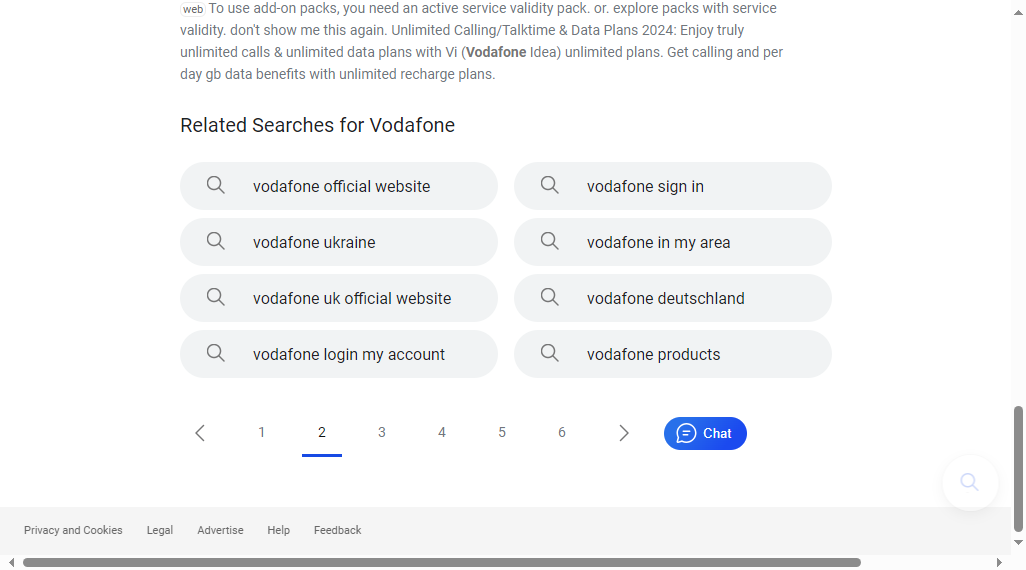 web To use add-on packs, you need an active service validity pack. or. explore packs with service
validity. don't show me this again. Unlimited Calling/Talktime & Data Plans 2024: Enjoy truly
unlimited calls & unlimited data plans with Vi (Vodafone Idea) unlimited plans. Get calling and per
day gb data benefits with unlimited recharge plans.
Related Searches for Vodafone
vodafone official website
vodafone sign in
vodafone ukraine
vodafone in my area
vodafone uk official website
vodafone deutschland
vodafone login my account
vodafone products
1 2 3 4 5 6 Chat
Privacy and Cookies Legal Advertise Help Feedback